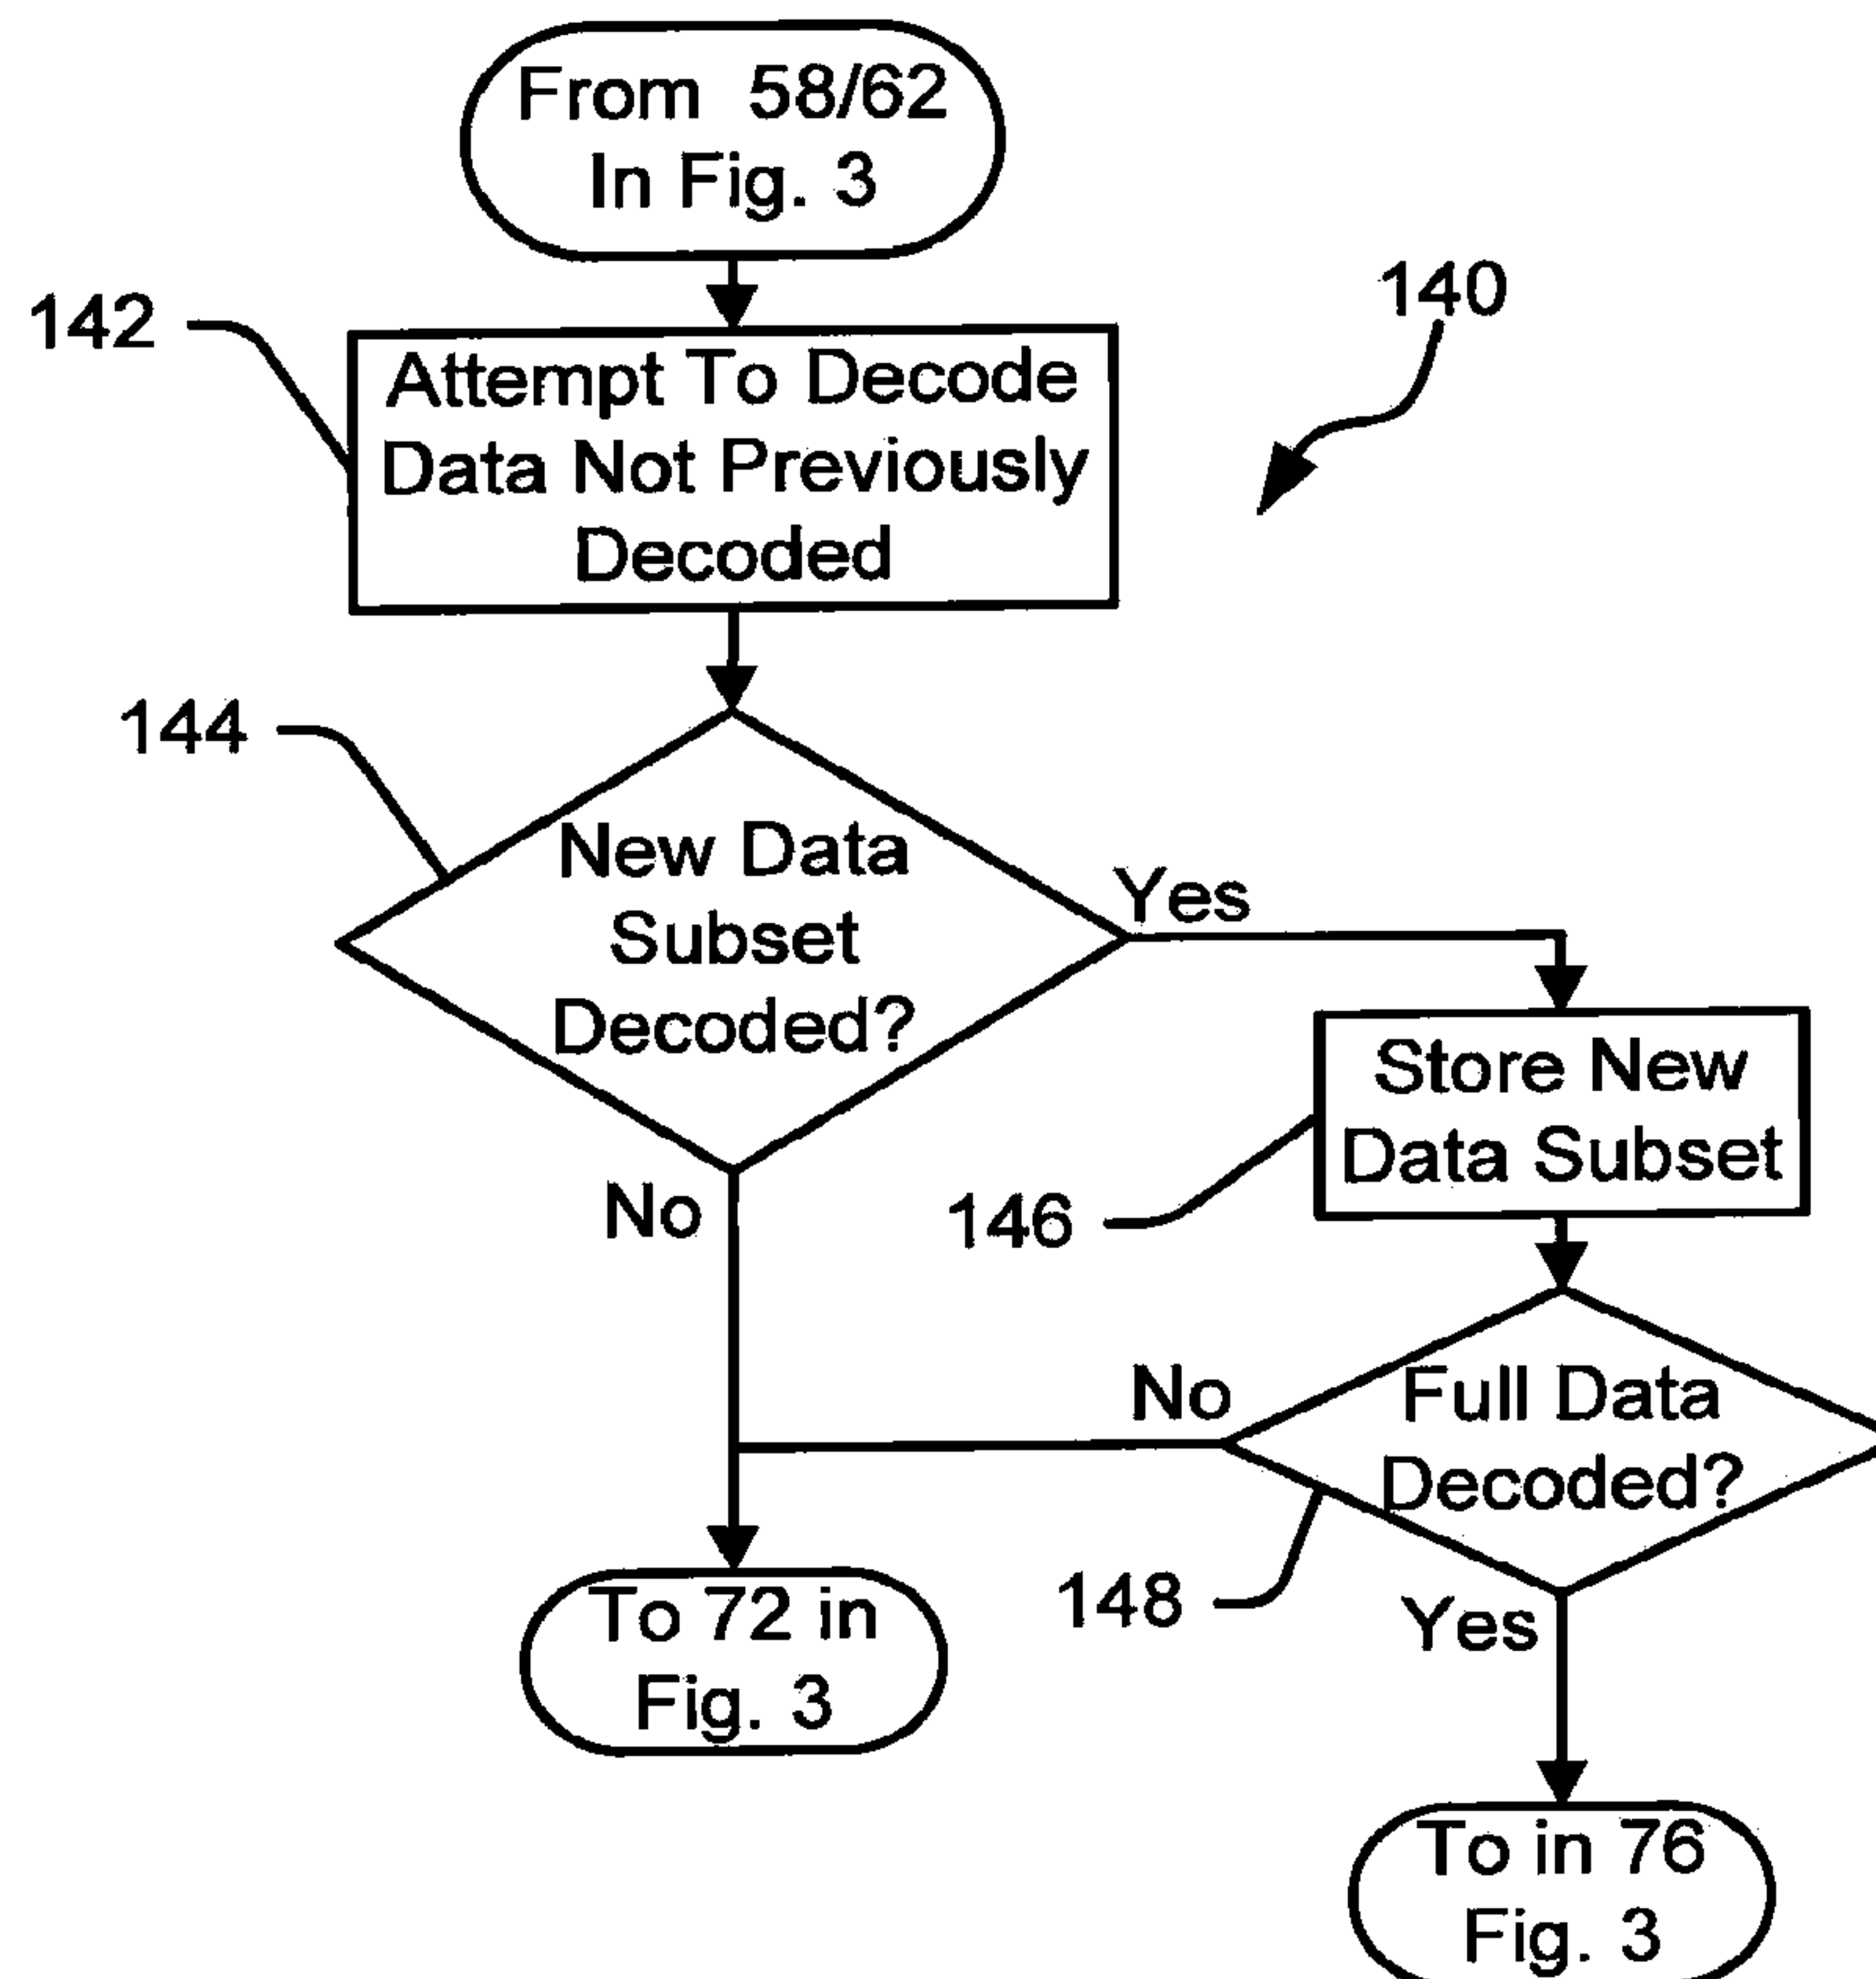 From 58/62
In Fig. 3
140
142
Attempt To Decode
Data Not Previously
Decoded
144
New Data
Subset
Decoded?
Yes
No
Store New
Data Subset
146
Full Data
Decoded?
No
148
Yes
To 72 in
Fig. 3
To in 76
Fig. 3